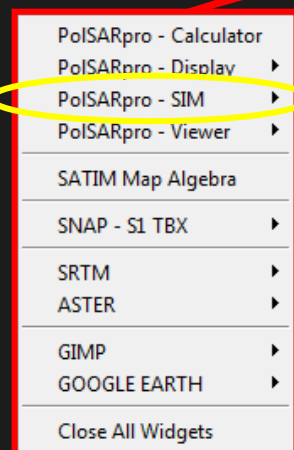 PolSARpro - Calculator
PolSARpro - Display
PolSARpro - SIM
PolSARpro - Viewer
SATIM Map Algebra
SNAP - S1 TBX
SRTM
ASTER
GIMP
GOOGLE EARTH
Close All Widgets